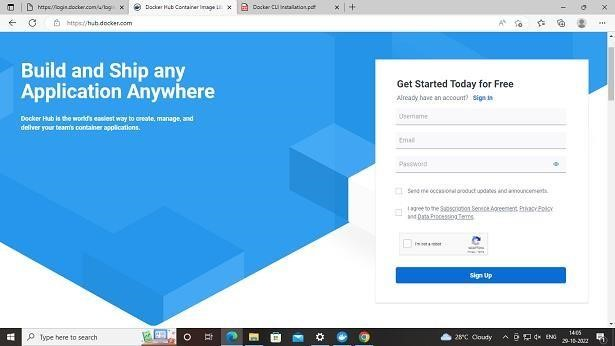 https://login.docker.com/u/login
Docker Hub Container Image Lib
Docker CLI Installation.pdf
https://hub.docker.com
Build and Ship any
Application Anywhere
Docker Hub is the world's easiest way to create, manage, and
deliver your team's container applications.
Get Started Today for Free
Already have an account? Sign In
Username
Email
Password
Send me occasional product updates and announcements.
I agree to the Subscription Service Agreement, Privacy Policy
and Data Processing Terms.
I'm not a robot
reCAPTCHA
Privacy - Terms
Sign Up
Type here to search
28°C Cloudy
ENG
14:05
29-10-2022